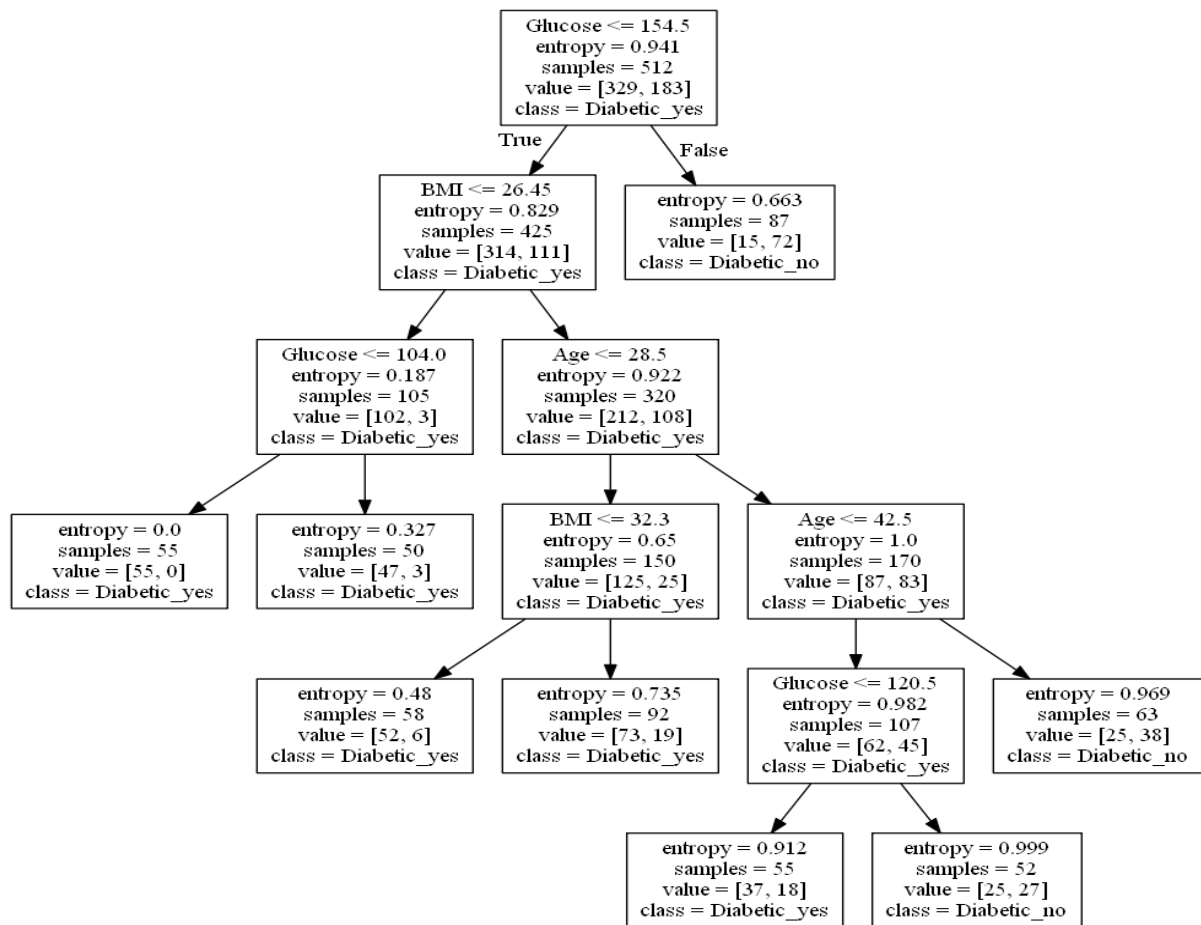 Glucose <= 154.5
entropy = 0.941
samples = 512
value = [329, 183]
class = Diabetic_yes
True
False
BMI <= 26.45
entropy = 0.829
samples = 425
value = [314, 111]
class = Diabetic_yes
entropy = 0.663
samples = 87
value = [15, 72]
class = Diabetic_no
Glucose <= 104.0
entropy = 0.187
samples = 105
value = [102, 3]
class = Diabetic_yes
Age <= 28.5
entropy = 0.922
samples = 320
value = [212, 108]
class = Diabetic_yes
entropy = 0.0
samples = 55
value = [55, 0]
class = Diabetic_yes
entropy = 0.327
samples = 50
value = [47, 3]
class = Diabetic_yes
BMI <= 32.3
entropy = 0.65
samples = 150
value = [125, 25]
class = Diabetic_yes
Age <= 42.5
entropy = 1.0
samples = 170
value = [87, 83]
class = Diabetic_yes
entropy = 0.48
samples = 58
value = [52, 6]
class = Diabetic_yes
entropy = 0.735
samples = 92
value = [73, 19]
class = Diabetic_yes
Glucose <= 120.5
entropy = 0.982
samples = 107
value = [62, 45]
class = Diabetic_yes
entropy = 0.969
samples = 63
value = [25, 38]
class = Diabetic_no
entropy = 0.912
samples = 55
value = [37, 18]
class = Diabetic_yes
entropy = 0.999
samples = 52
value = [25, 27]
class = Diabetic_no